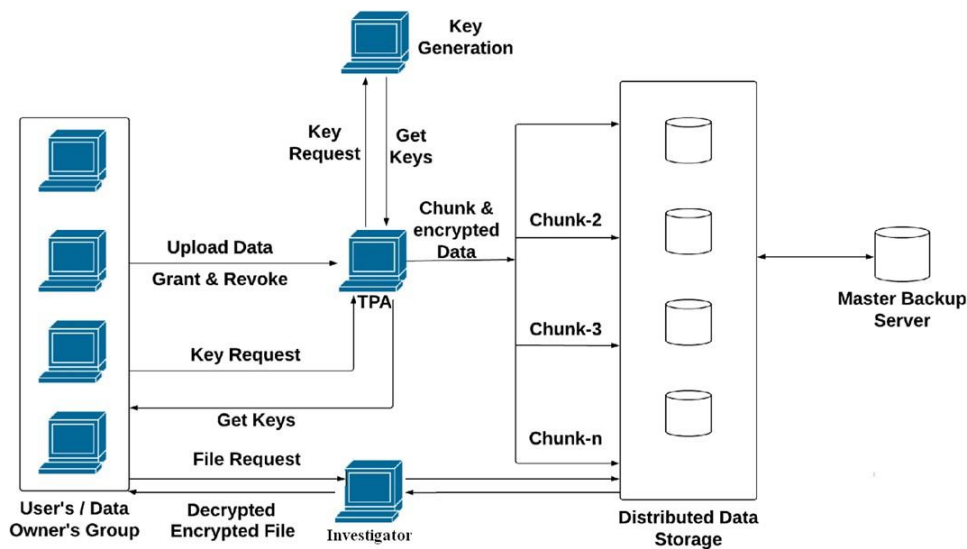 Key
Generation
Key
Request
Get
Keys
Chunk &
encrypted
Data
Chunk-2
Upload Data
Grant & Revoke
TPA
Master Backup
Server
Chunk-3
Key Request
Get Keys
Chunk-n
File Request
User's / Data
Owner's Group
Decrypted
Encrypted File
Investigator
Distributed Data
Storage